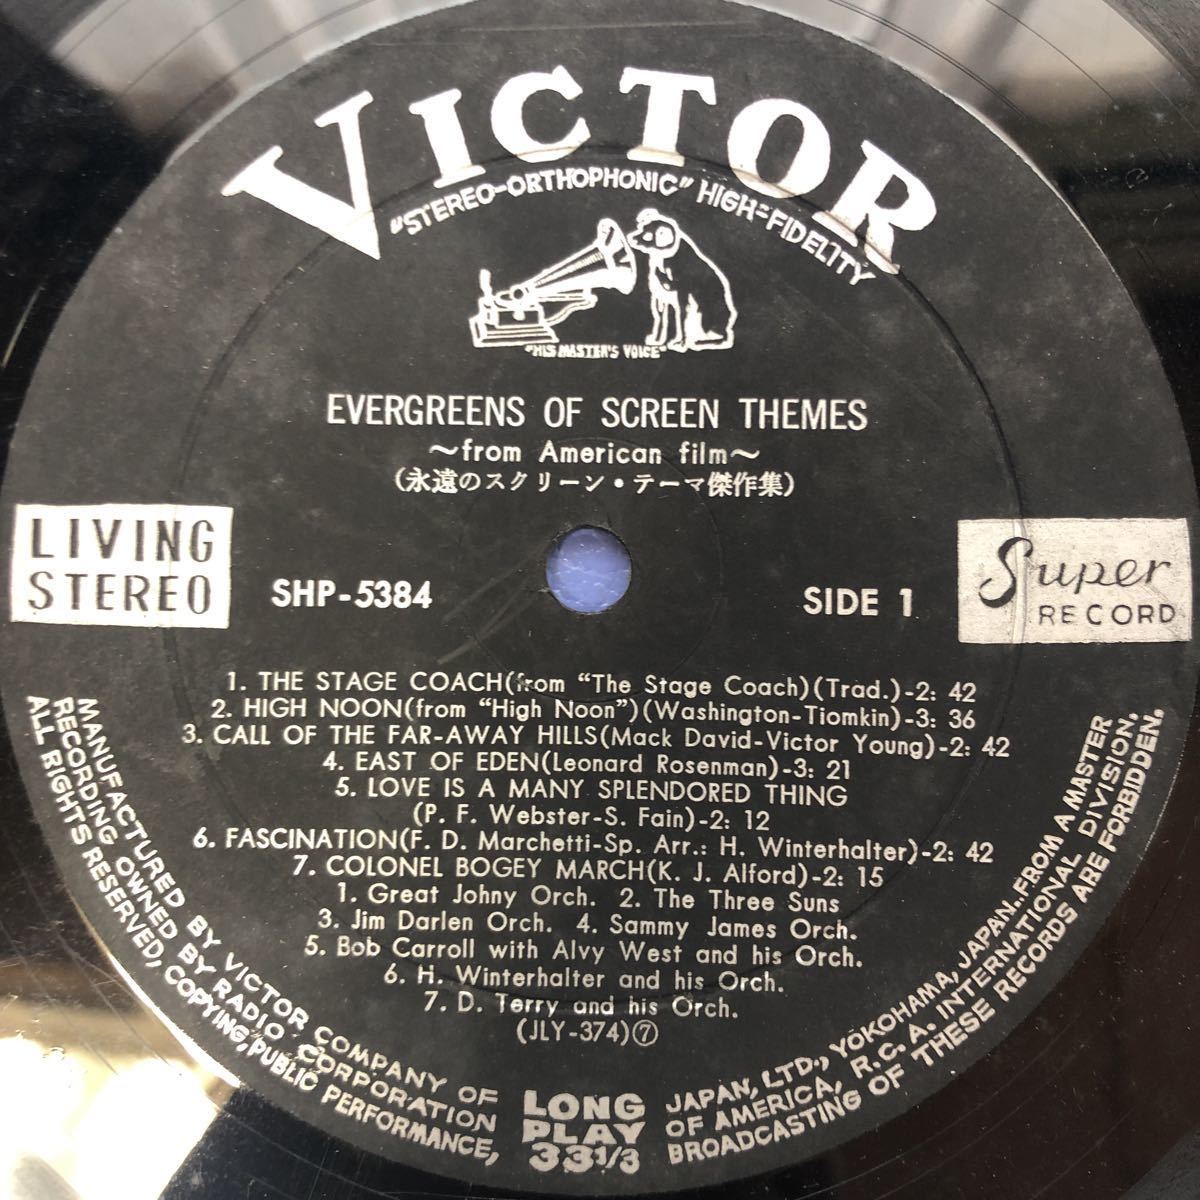 VICTOR
"STEREO-ORTHOPHONIC" HIGH=FIDELITY
"HIS MASTER'S VOICE"
EVERGREENS OF SCREEN THEMES
~from American film~
(永遠のスクリーン・テーマ傑作集)
LIVING
STEREO
SHP-5384
SIDE 1
Super
RECORD
1. THE STAGE COACH(from "The Stage Coach)(Trad.)-2: 42
2. HIGH NOON(from "High Noon")(Washington-Tiomkin)-3: 36
3. CALL OF THE FAR-AWAY HILLS(Mack David-Victor Young)-2: 42
4. EAST OF EDEN(Leonard Rosenman)-3: 21
5. LOVE IS A MANY SPLENDORED THING
(P. F. Webster-S. Fain)-2: 12
6. FASCINATION(F. D. Marchetti-Sp. Arr.: H. Winterhalter)-2: 42
7. COLONEL BOGEY MARCH(K. J. Alford)-2: 15
1. Great Johny Orch. 2. The Three Suns
3. Jim Darlen Orch. 4. Sammy James Orch.
5. Bob Carroll with Alvy West and his Orch.
6. H. Winterhalter and his Orch.
7. D. Terry and his Orch.
(JLY-374)⑦
MANUFACTURED BY VICTOR COMPANY OF JAPAN, LTD., YOKOHAMA, JAPAN. FROM A MASTER
RECORDING OWNED BY RADIO CORPORATION OF AMERICA, R.C.A. INTERNATIONAL DIVISION.
ALL RIGHTS RESERVED, COPYING, PUBLIC PERFORMANCE, BROADCASTING OF THESE RECORDS ARE FORBIDDEN.
LONG
PLAY
33 1/3